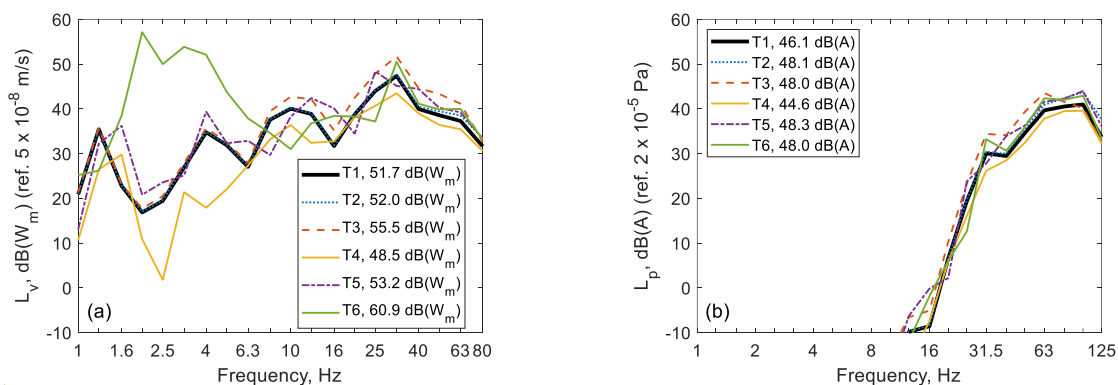 60
50
40
30
20
10
0
-10
L_v, dB(W_m) (ref. 5 x 10^-8 m/s)
(a)
T1, 51.7 dB(W_m)
T2, 52.0 dB(W_m)
T3, 55.5 dB(W_m)
T4, 48.5 dB(W_m)
T5, 53.2 dB(W_m)
T6, 60.9 dB(W_m)
1 1.6 2.5 4 6.3 10 16 25 40 63 80
Frequency, Hz
60
50
40
30
20
10
0
-10
L_p, dB(A) (ref. 2 x 10^-5 Pa)
T1, 46.1 dB(A)
T2, 48.1 dB(A)
T3, 48.0 dB(A)
T4, 44.6 dB(A)
T5, 48.3 dB(A)
T6, 48.0 dB(A)
(b)
1 2 4 8 16 31.5 63 125
Frequency, Hz